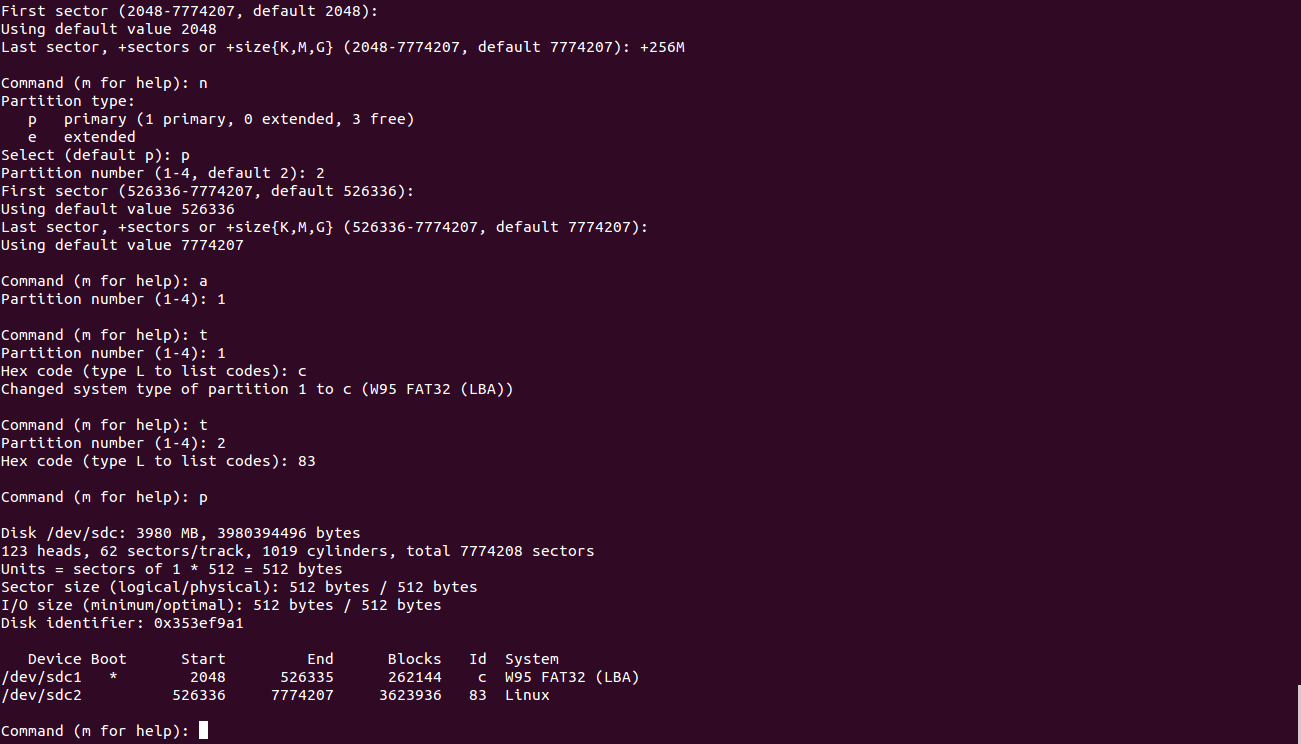 First sector (2048-7774207, default 2048):
Using default value 2048
Last sector, +sectors or +size{K,M,G} (2048-7774207, default 7774207): +256M
Command (m for help): n
Partition type:
   p   primary (1 primary, 0 extended, 3 free)
   e   extended
Select (default p): p
Partition number (1-4, default 2): 2
First sector (526336-7774207, default 526336):
Using default value 526336
Last sector, +sectors or +size{K,M,G} (526336-7774207, default 7774207):
Using default value 7774207
Command (m for help): a
Partition number (1-4): 1
Command (m for help): t
Partition number (1-4): 1
Hex code (type L to list codes): c
Changed system type of partition 1 to c (W95 FAT32 (LBA))
Command (m for help): t
Partition number (1-4): 2
Hex code (type L to list codes): 83
Command (m for help): p
Disk /dev/sdc: 3980 MB, 3980394496 bytes
123 heads, 62 sectors/track, 1019 cylinders, total 7774208 sectors
Units = sectors of 1 * 512 = 512 bytes
Sector size (logical/physical): 512 bytes / 512 bytes
I/O size (minimum/optimal): 512 bytes / 512 bytes
Disk identifier: 0x353ef9a1
   Device Boot      Start         End      Blocks   Id  System
/dev/sdc1   *        2048      526335      262144    c  W95 FAT32 (LBA)
/dev/sdc2          526336     7774207     3623936   83  Linux
Command (m for help):